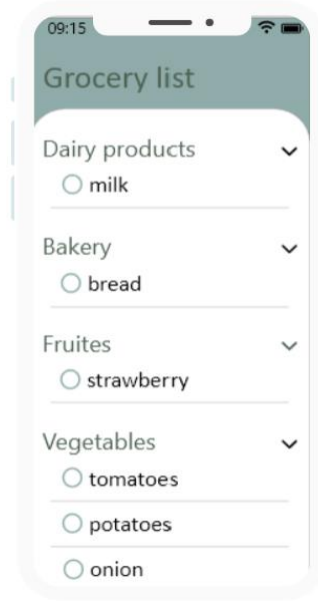 09:15
Grocery list
Dairy products
milk
Bakery
bread
Fruites
strawberry
Vegetables
tomatoes
potatoes
onion